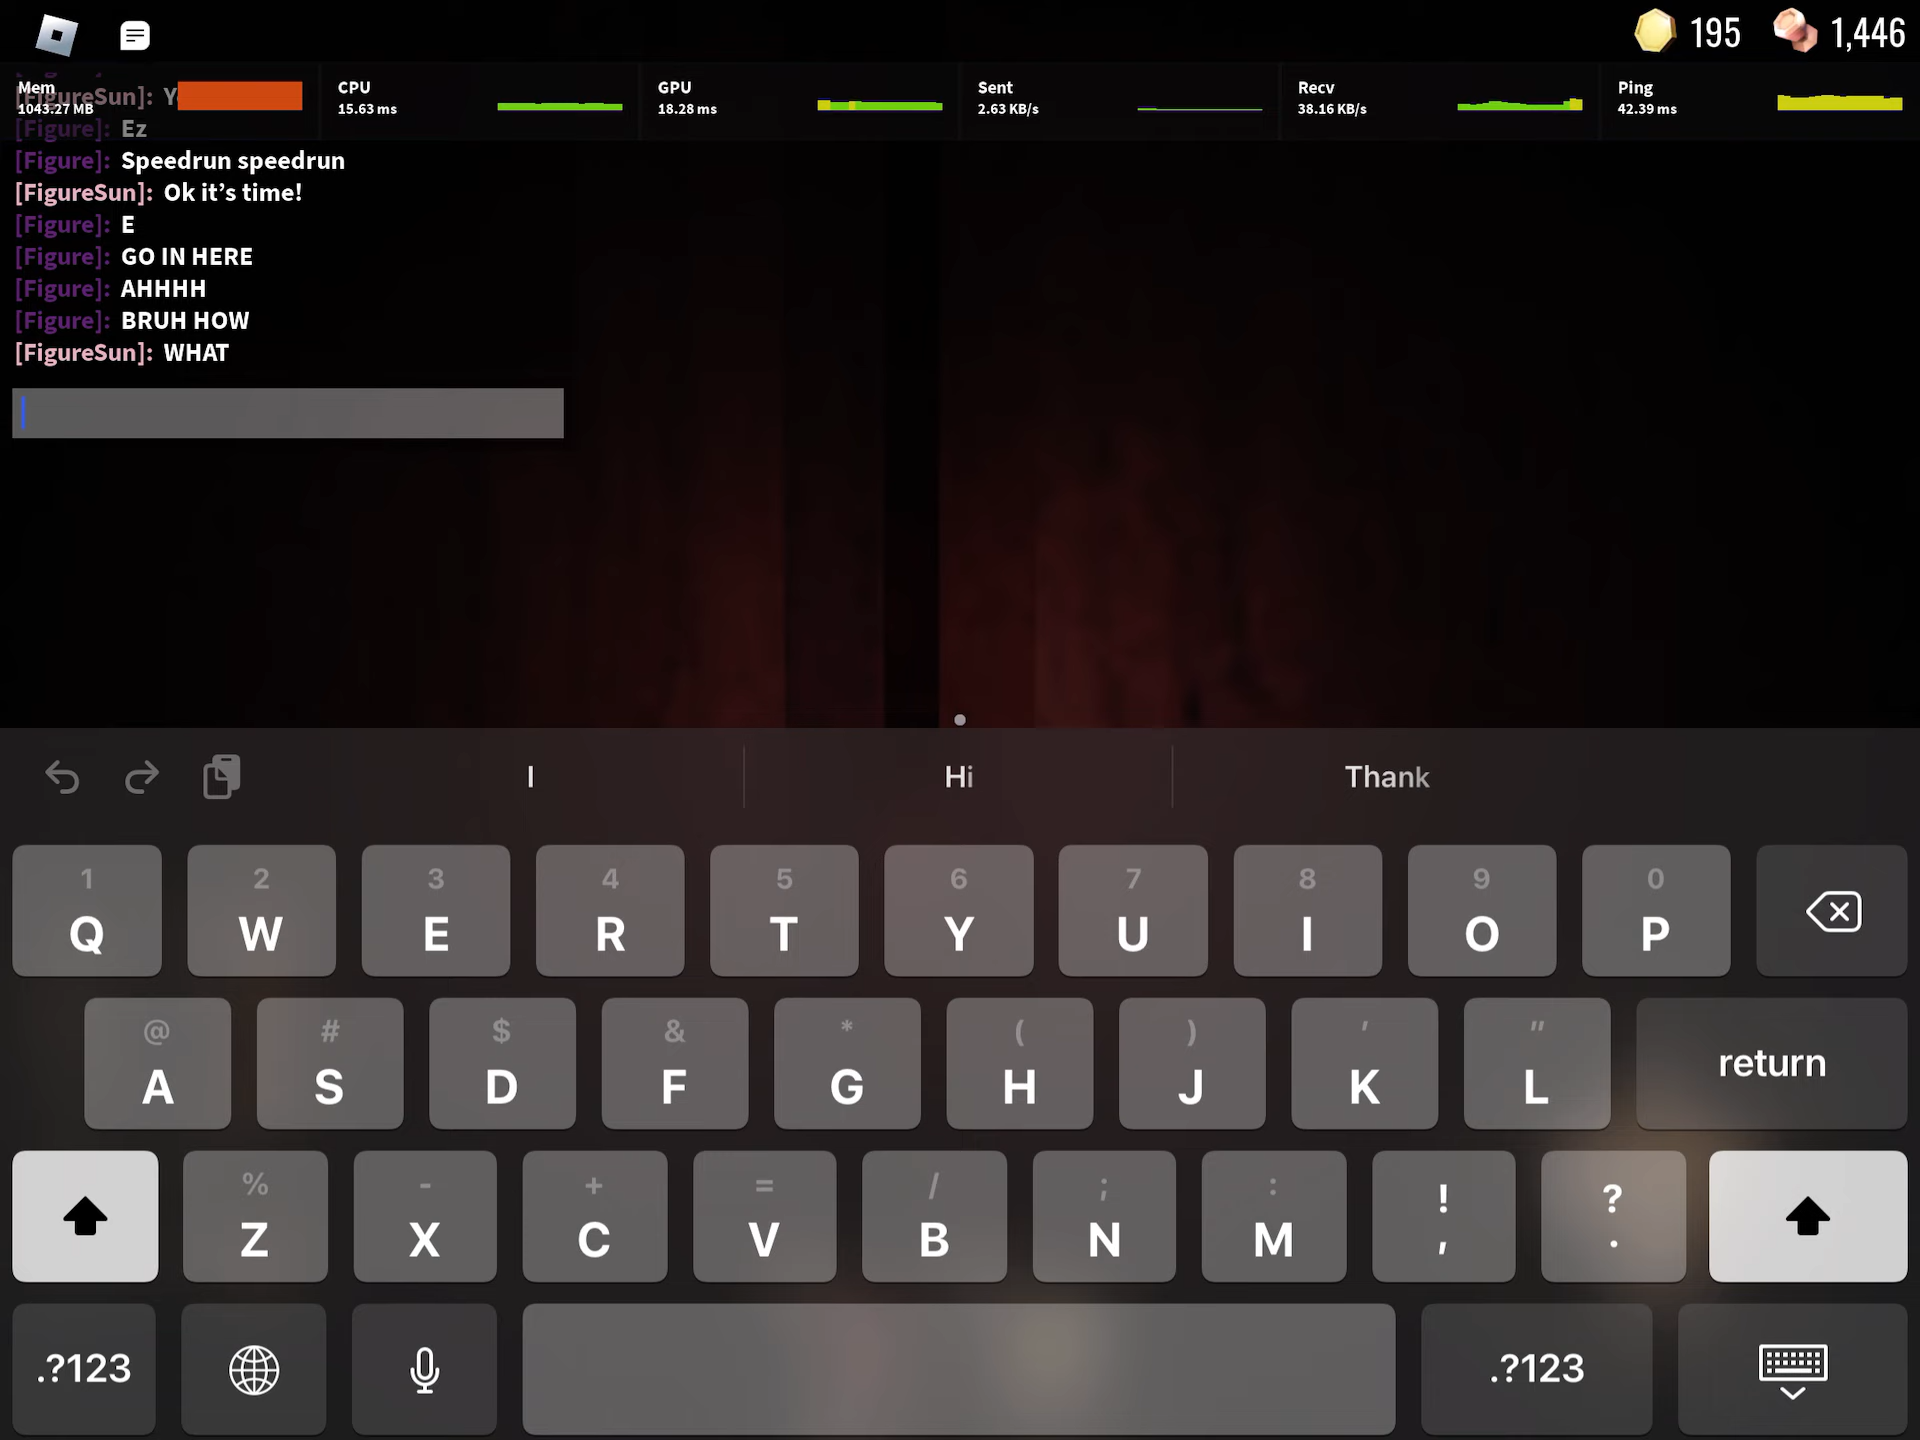 195
1,446
Mem
1043.27 MB
CPU
15.63 ms
GPU
18.28 ms
Sent
2.63 KB/s
Recv
38.16 KB/s
Ping
42.39 ms
[FigureSun]:
[Figure]: Ez
[Figure]: Speedrun speedrun
[FigureSun]: Ok it’s time!
[Figure]: E
[Figure]: GO IN HERE
[Figure]: AHHHH
[Figure]: BRUH HOW
[FigureSun]: WHAT
I Hi Thank
1 2 3 4 5 6 7 8 9 0
Q W E R T Y U I O P
@ # $ & * ( ) ' "
A S D F G H J K L return
% - + = / ; : ! ?
Z X C V B N M , .
.?123 .?123